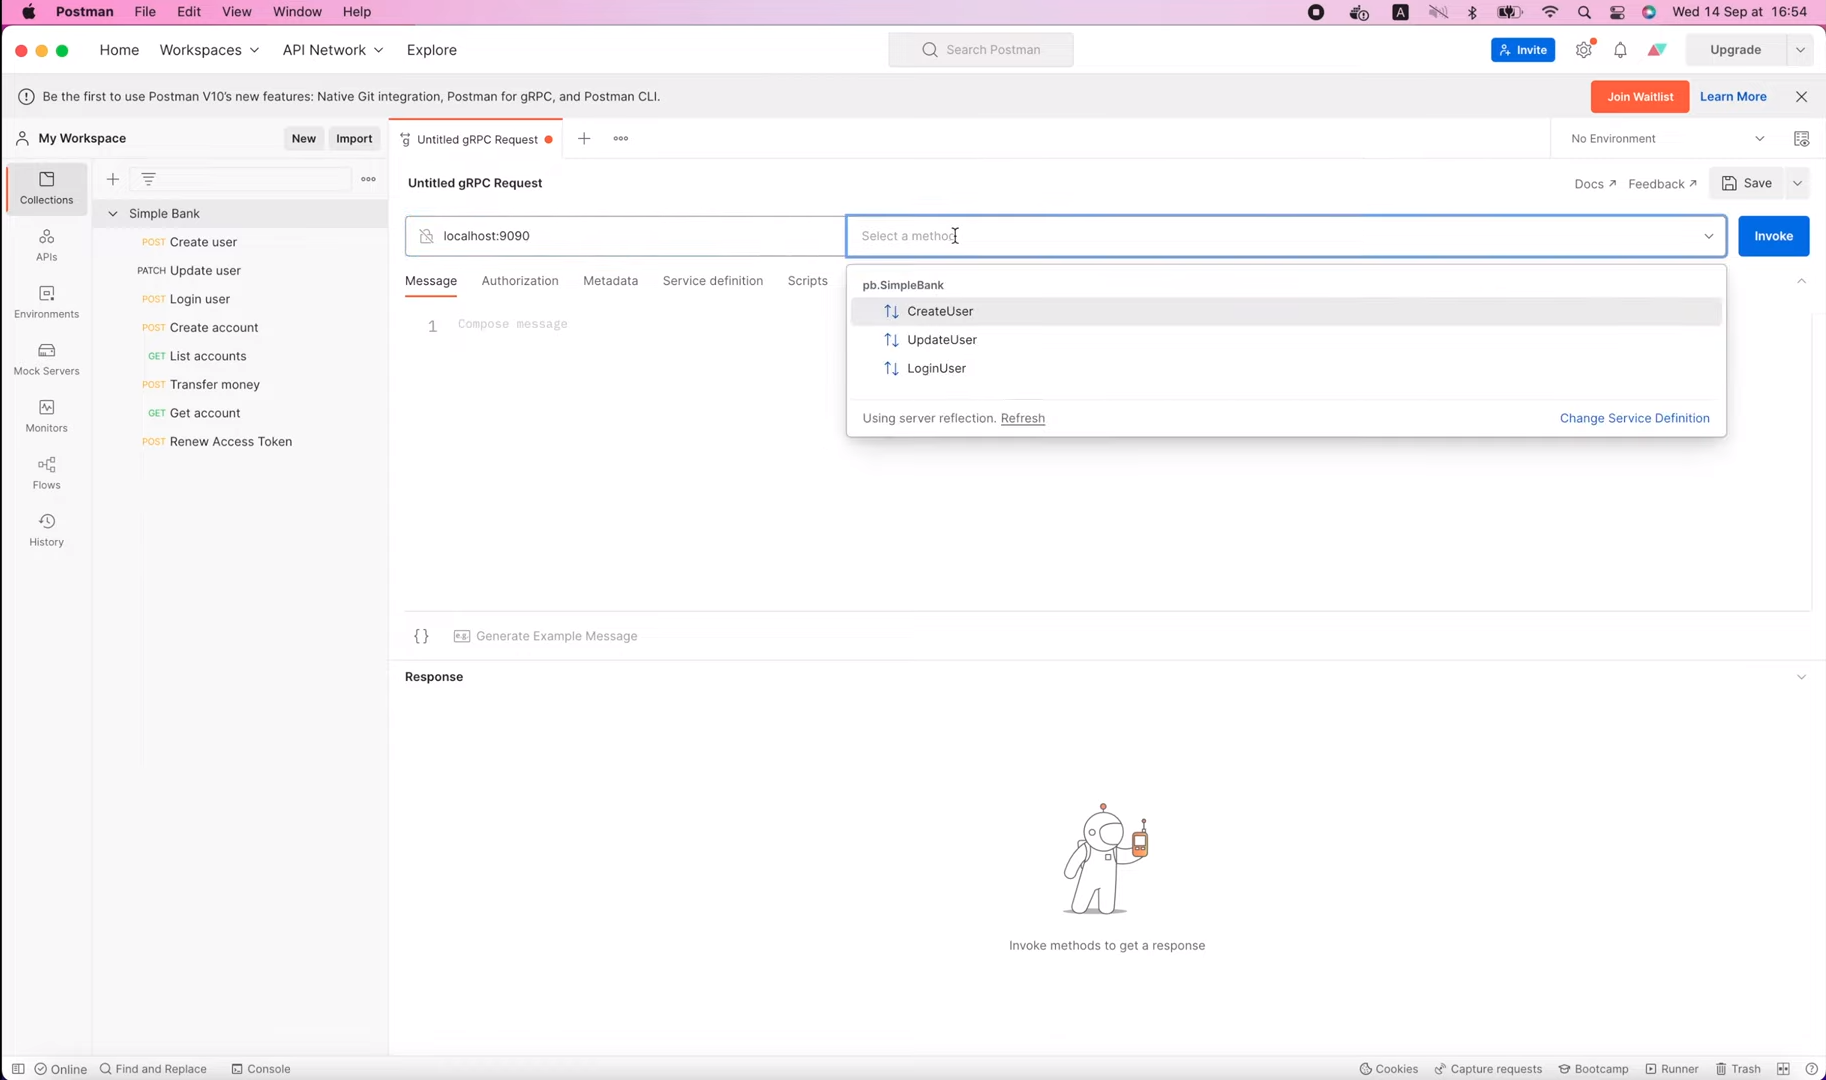 Postman File Edit View Window Help
A Wed 14 Sep at 16:54
Home Workspaces API Network Explore
Search Postman
Invite Upgrade
Be the first to use Postman V10's new features: Native Git integration, Postman for gRPC, and Postman CLI.
Join Waitlist Learn More
My Workspace New Import
Untitled gRPC Request
No Environment
Collections
APIs
Environments
Mock Servers
Monitors
Flows
History
Simple Bank
POST Create user
PATCH Update user
POST Login user
POST Create account
GET List accounts
POST Transfer money
GET Get account
POST Renew Access Token
Untitled gRPC Request
Docs Feedback Save
localhost:9090
Select a method
Invoke
Message Authorization Metadata Service definition Scripts
1 Compose message
pb.SimpleBank
CreateUser
UpdateUser
LoginUser
Using server reflection. Refresh
Change Service Definition
{} e.g. Generate Example Message
Response
Invoke methods to get a response
Online Find and Replace Console
Cookies Capture requests Bootcamp Runner Trash